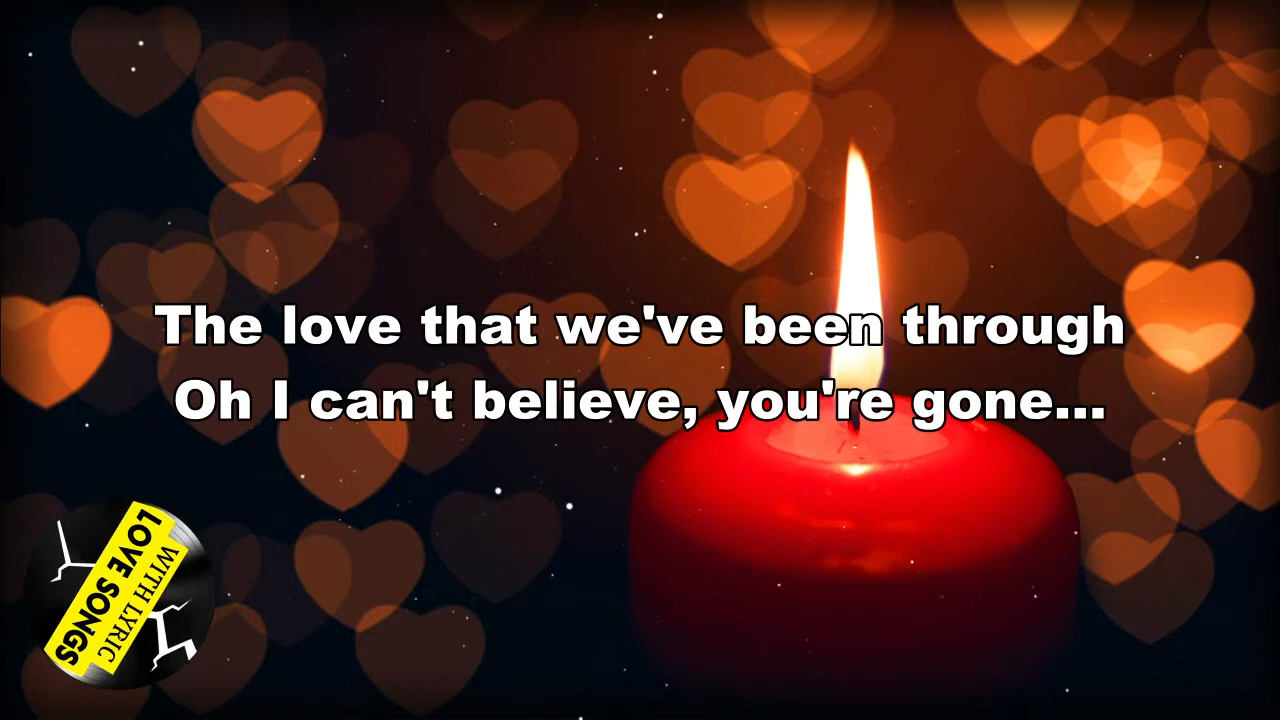 The love that we've been through
Oh I can't believe, you're gone...
LOVE SONGS
WITH LYRIC